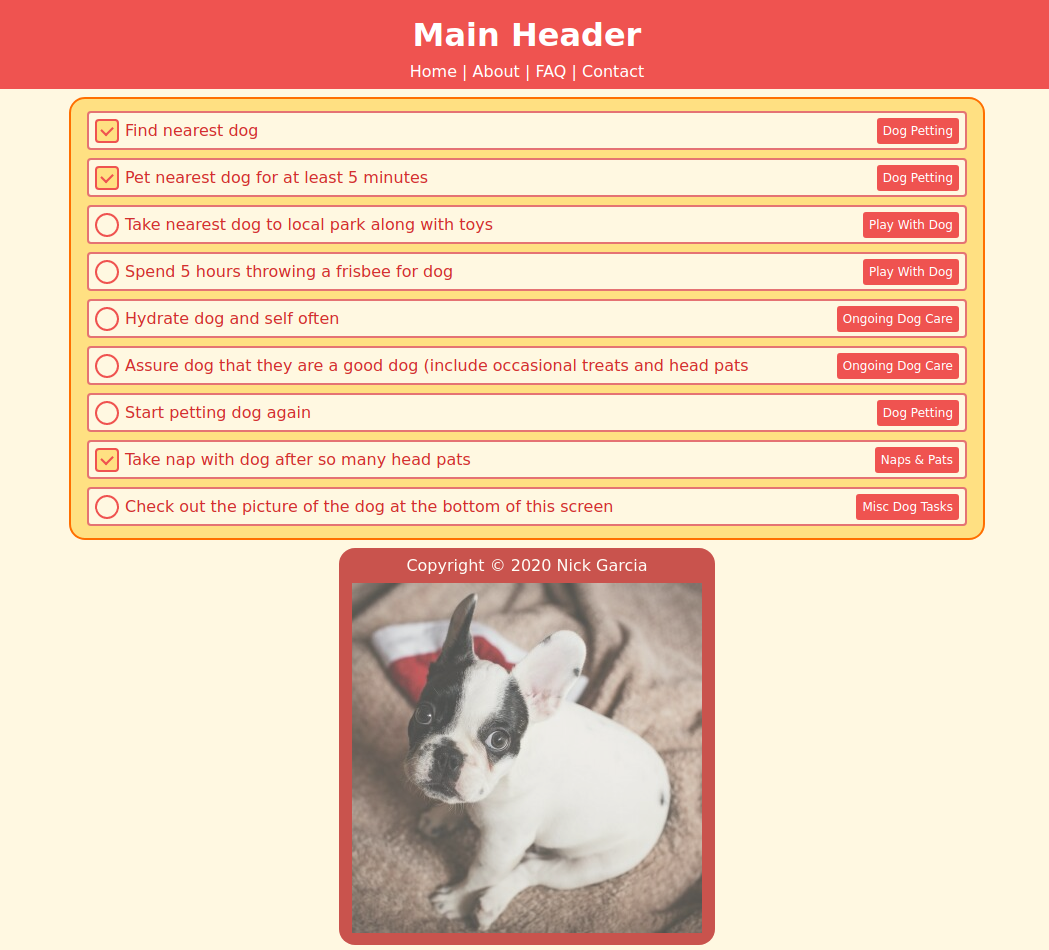 Main Header
Home | About | FAQ | Contact
Find nearest dog Dog Petting
Pet nearest dog for at least 5 minutes Dog Petting
Take nearest dog to local park along with toys Play With Dog
Spend 5 hours throwing a frisbee for dog Play With Dog
Hydrate dog and self often Ongoing Dog Care
Assure dog that they are a good dog (include occasional treats and head pats Ongoing Dog Care
Start petting dog again Dog Petting
Take nap with dog after so many head pats Naps & Pats
Check out the picture of the dog at the bottom of this screen Misc Dog Tasks
Copyright © 2020 Nick Garcia